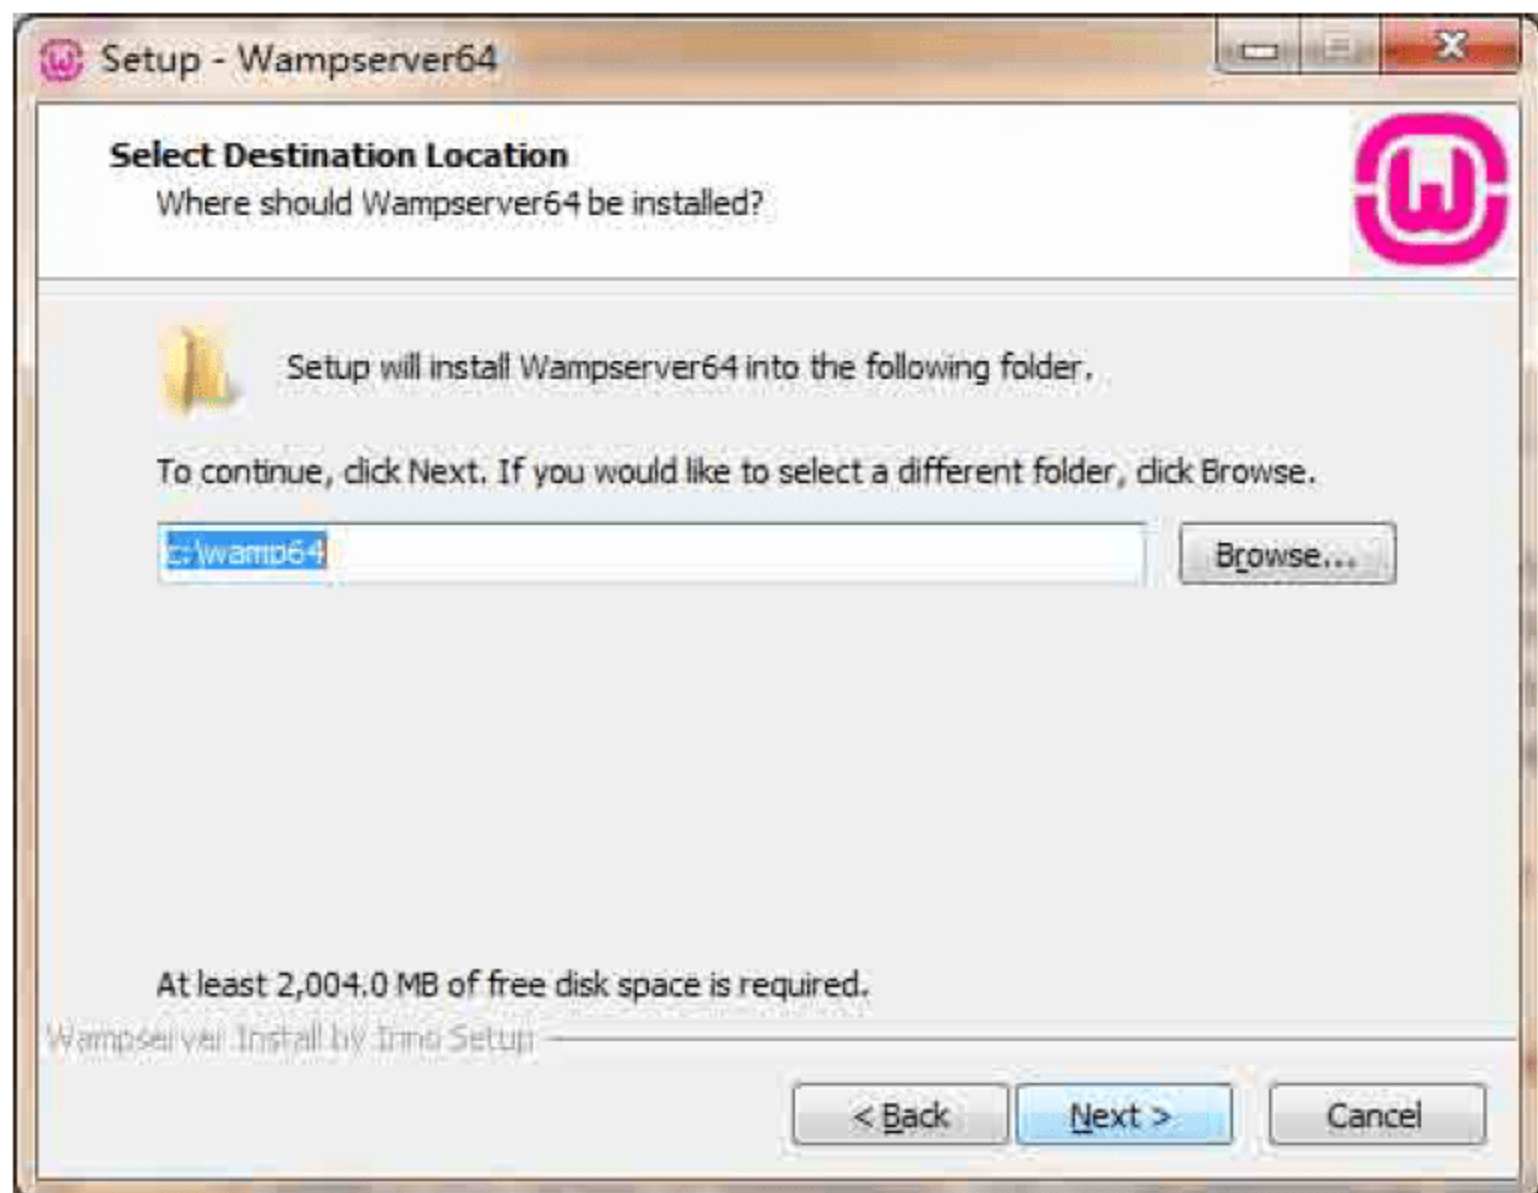 Setup - Wampserver64
Select Destination Location
Where should Wampserver64 be installed?
Setup will install Wampserver64 into the following folder.
To continue, click Next. If you would like to select a different folder, click Browse.
c:\wamp64
Browse...
At least 2,004.0 MB of free disk space is required.
Wampserver Install by Inno Setup
< Back
Next >
Cancel